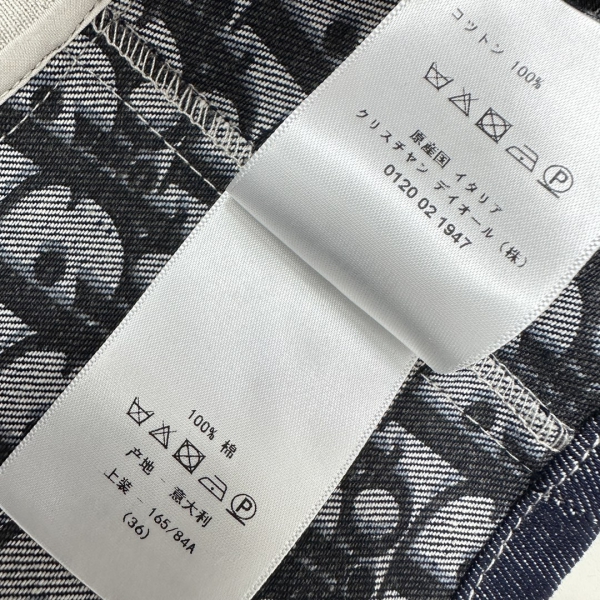 コットン 100%
原産国 イタリア
クリスチャン ディオール (株)
0120 02 1947
100% 棉
产地 - 意大利
上装 - 165/84A
(36)